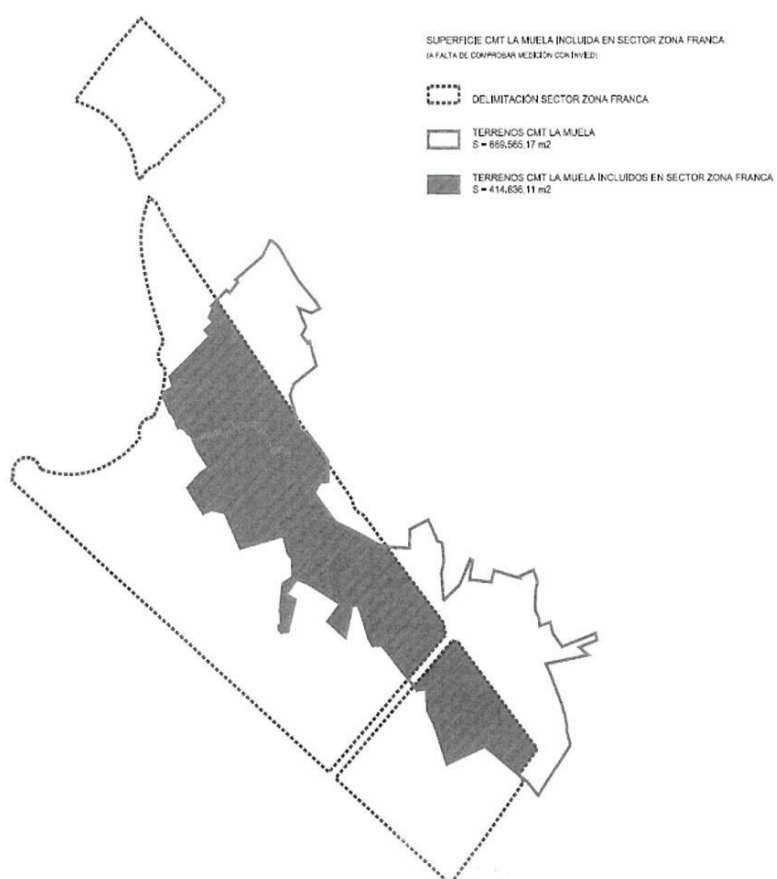 SUPERFICIE CMT LA MUELA INCLUIDA EN SECTOR ZONA FRANCA
(A FALTA DE COMPROBAR MEDICIÓN CON INVIED)
DELIMITACIÓN SECTOR ZONA FRANCA
TERRENOS CMT LA MUELA
S = 669.565,17 m2
TERRENOS CMT LA MUELA INCLUÍDOS EN SECTOR ZONA FRANCA
S = 414.836,11 m2